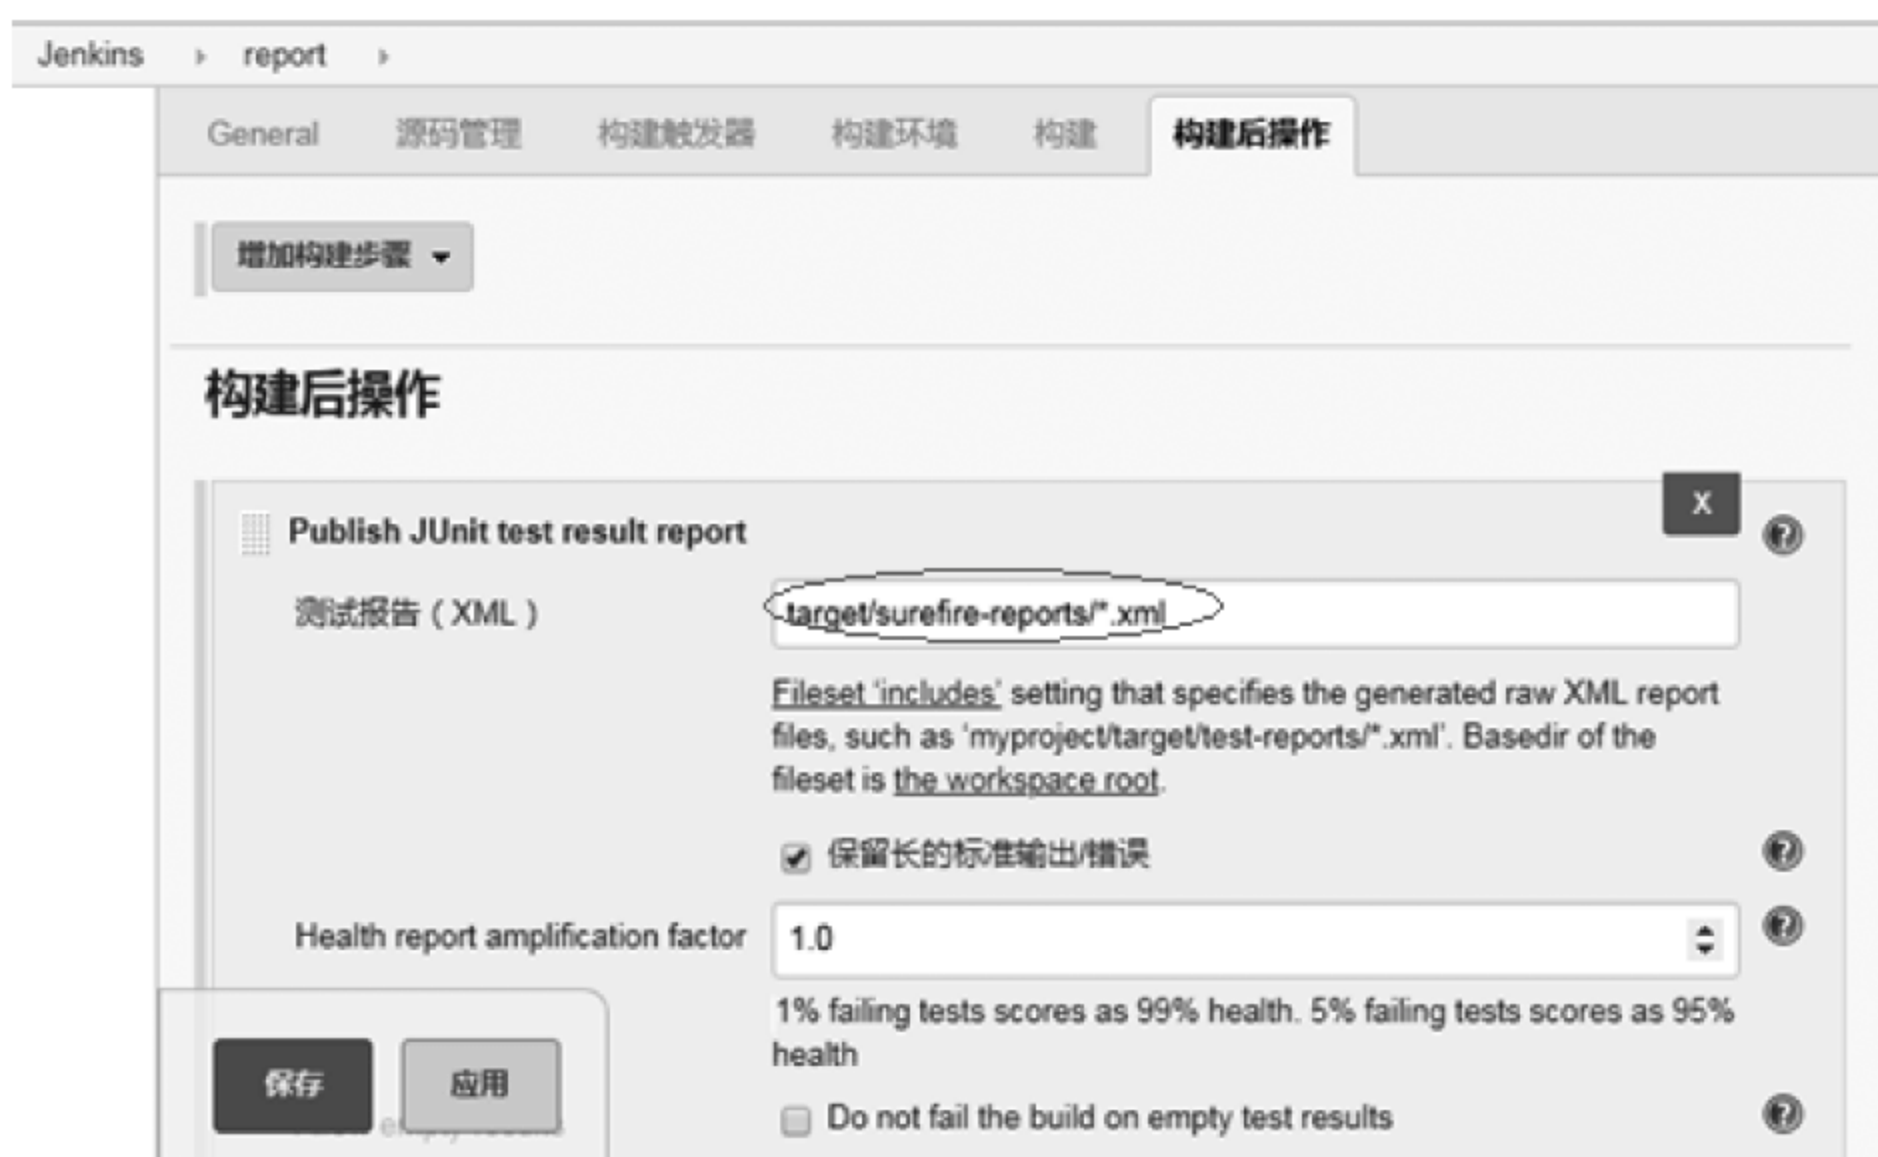 Jenkins report
General 源码管理 构建触发器 构建环境 构建 构建后操作
增加构建步骤
构建后操作
X
Publish JUnit test result report
测试报告（XML） target/surefire-reports/*.xml
Fileset ‘includes’ setting that specifies the generated raw XML report
files, such as ‘myproject/target/test-reports/*.xml’. Basedir of the
fileset is the workspace root.
保留长的标准输出/错误
Health report amplification factor 1.0
1% failing tests scores as 99% health. 5% failing tests scores as 95%
health
保存 应用
Do not fail the build on empty test results